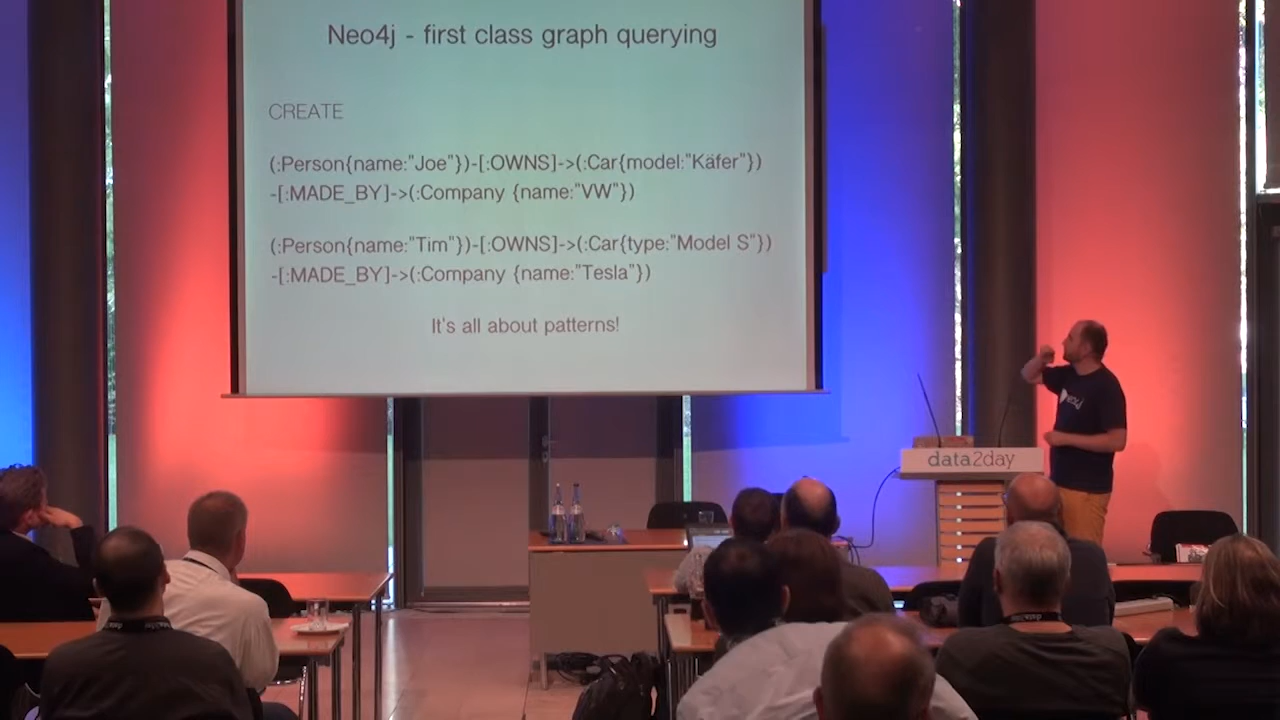 Neo4j - first class graph querying
CREATE
(:Person{name:"Joe"})-[:OWNS]->(:Car{model:"Käfer"})
-[:MADE_BY]->(:Company {name:"VW"})
(:Person{name:"Tim"})-[:OWNS]->(:Car{type:"Model S"})
-[:MADE_BY]->(:Company {name:"Tesla"})
It's all about patterns!
data2day